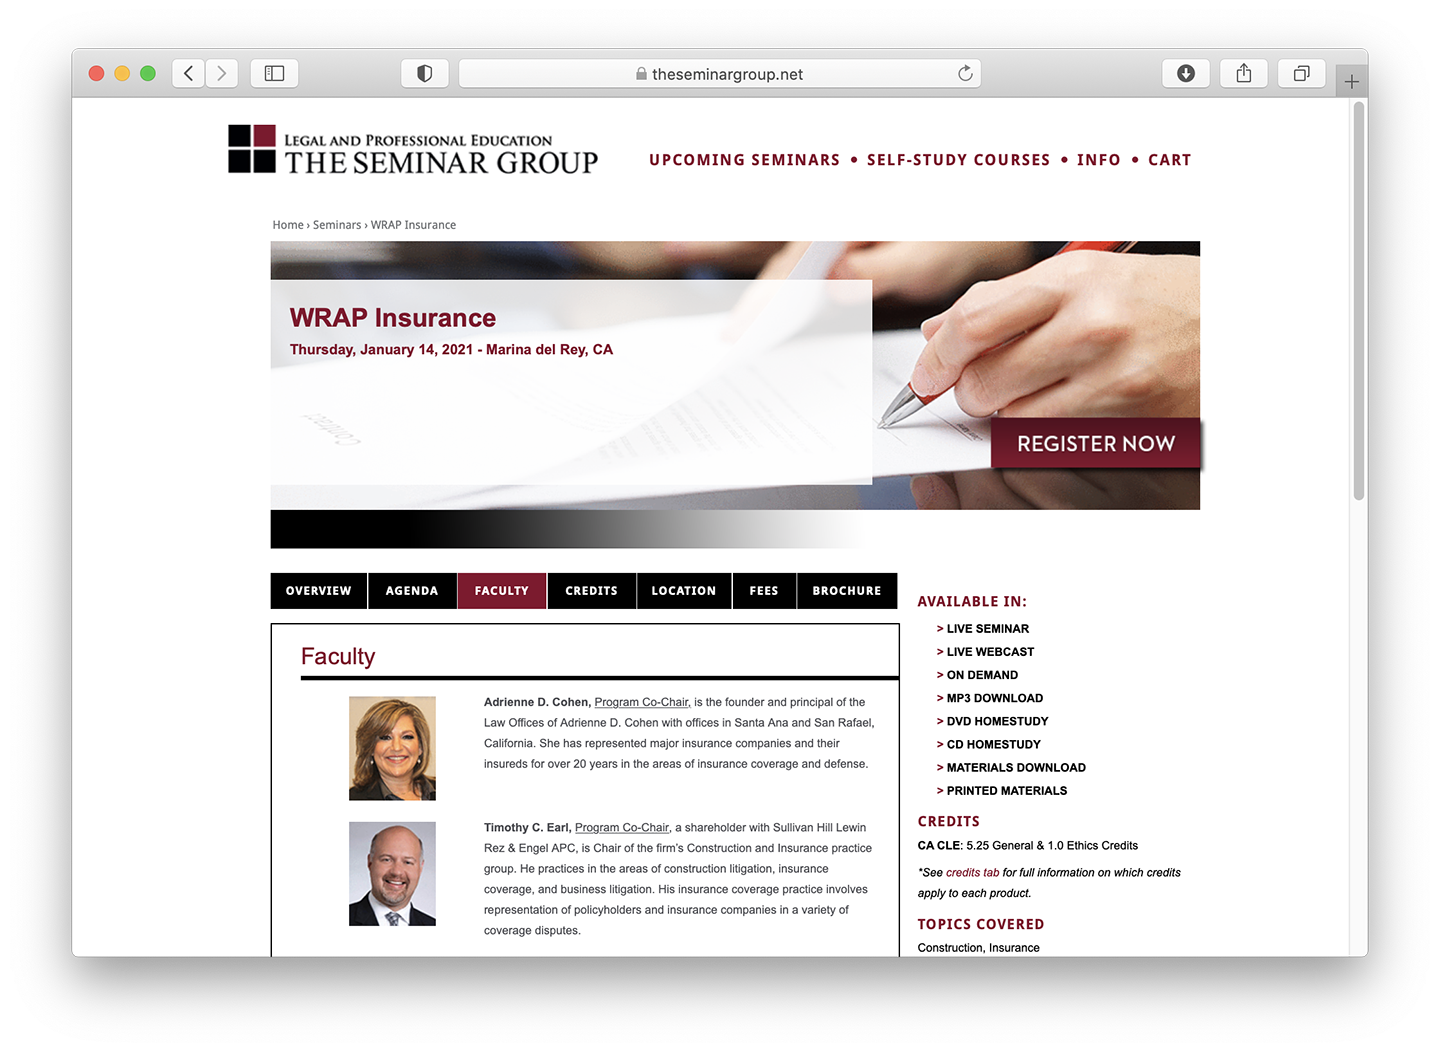 theseminargroup.net
LEGAL AND PROFESSIONAL EDUCATION
THE SEMINAR GROUP
UPCOMING SEMINARS • SELF-STUDY COURSES • INFO • CART
Home › Seminars › WRAP Insurance
WRAP Insurance
Thursday, January 14, 2021 - Marina del Rey, CA
Contract
REGISTER NOW
OVERVIEW
AGENDA
FACULTY
CREDITS
LOCATION
FEES
BROCHURE
Faculty
Adrienne D. Cohen, Program Co-Chair, is the founder and principal of the
Law Offices of Adrienne D. Cohen with offices in Santa Ana and San Rafael,
California. She has represented major insurance companies and their
insureds for over 20 years in the areas of insurance coverage and defense.
Timothy C. Earl, Program Co-Chair, a shareholder with Sullivan Hill Lewin
Rez & Engel APC, is Chair of the firm's Construction and Insurance practice
group. He practices in the areas of construction litigation, insurance
coverage, and business litigation. His insurance coverage practice involves
representation of policyholders and insurance companies in a variety of
coverage disputes.
AVAILABLE IN:
> LIVE SEMINAR
> LIVE WEBCAST
> ON DEMAND
> MP3 DOWNLOAD
> DVD HOMESTUDY
> CD HOMESTUDY
> MATERIALS DOWNLOAD
> PRINTED MATERIALS
CREDITS
CA CLE: 5.25 General & 1.0 Ethics Credits
*See credits tab for full information on which credits
apply to each product.
TOPICS COVERED
Construction, Insurance